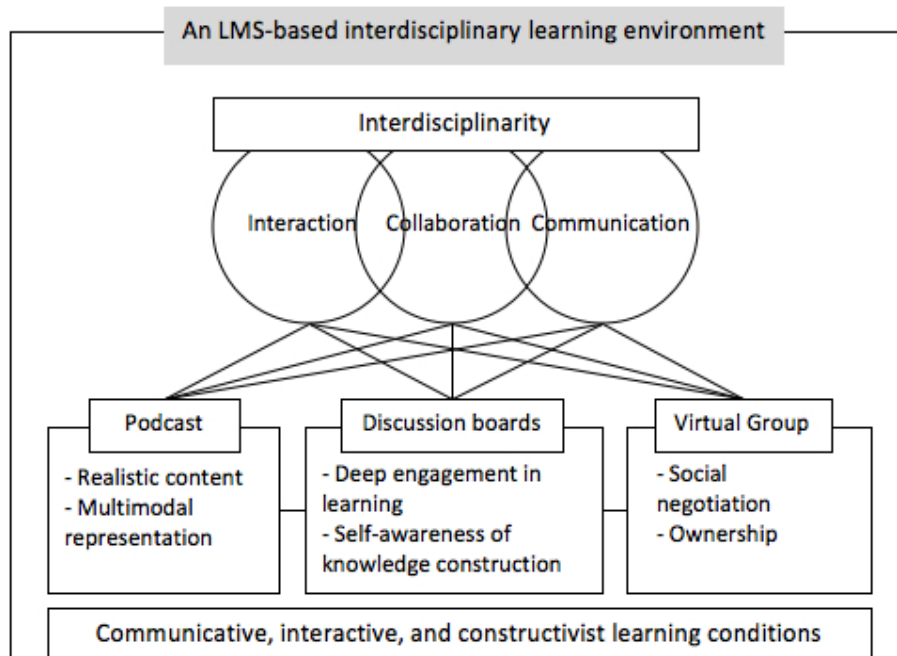 An LMS-based interdisciplinary learning environment
Interdisciplinarity
Interaction
Collaboration
Communication
Podcast
- Realistic content
- Multimodal
representation
Discussion boards
- Deep engagement in
learning
- Self-awareness of
knowledge construction
Virtual Group
- Social
negotiation
- Ownership
Communicative, interactive, and constructivist learning conditions